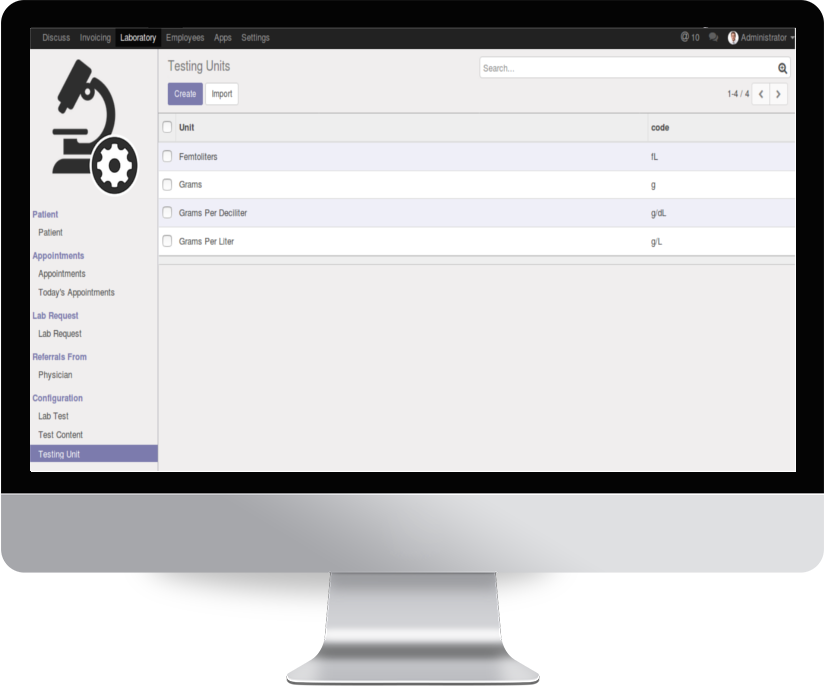 Discuss Invoicing Laboratory Employees Apps Settings @ 10 Administrator
Testing Units
Search...
Create Import
1-4 / 4
Unit code
Femtoliters fL
Grams g
Grams Per Deciliter g/dL
Grams Per Liter g/L
Patient
Patient
Appointments
Appointments
Today's Appointments
Lab Request
Lab Request
Referrals From
Physician
Configuration
Lab Test
Test Content
Testing Unit